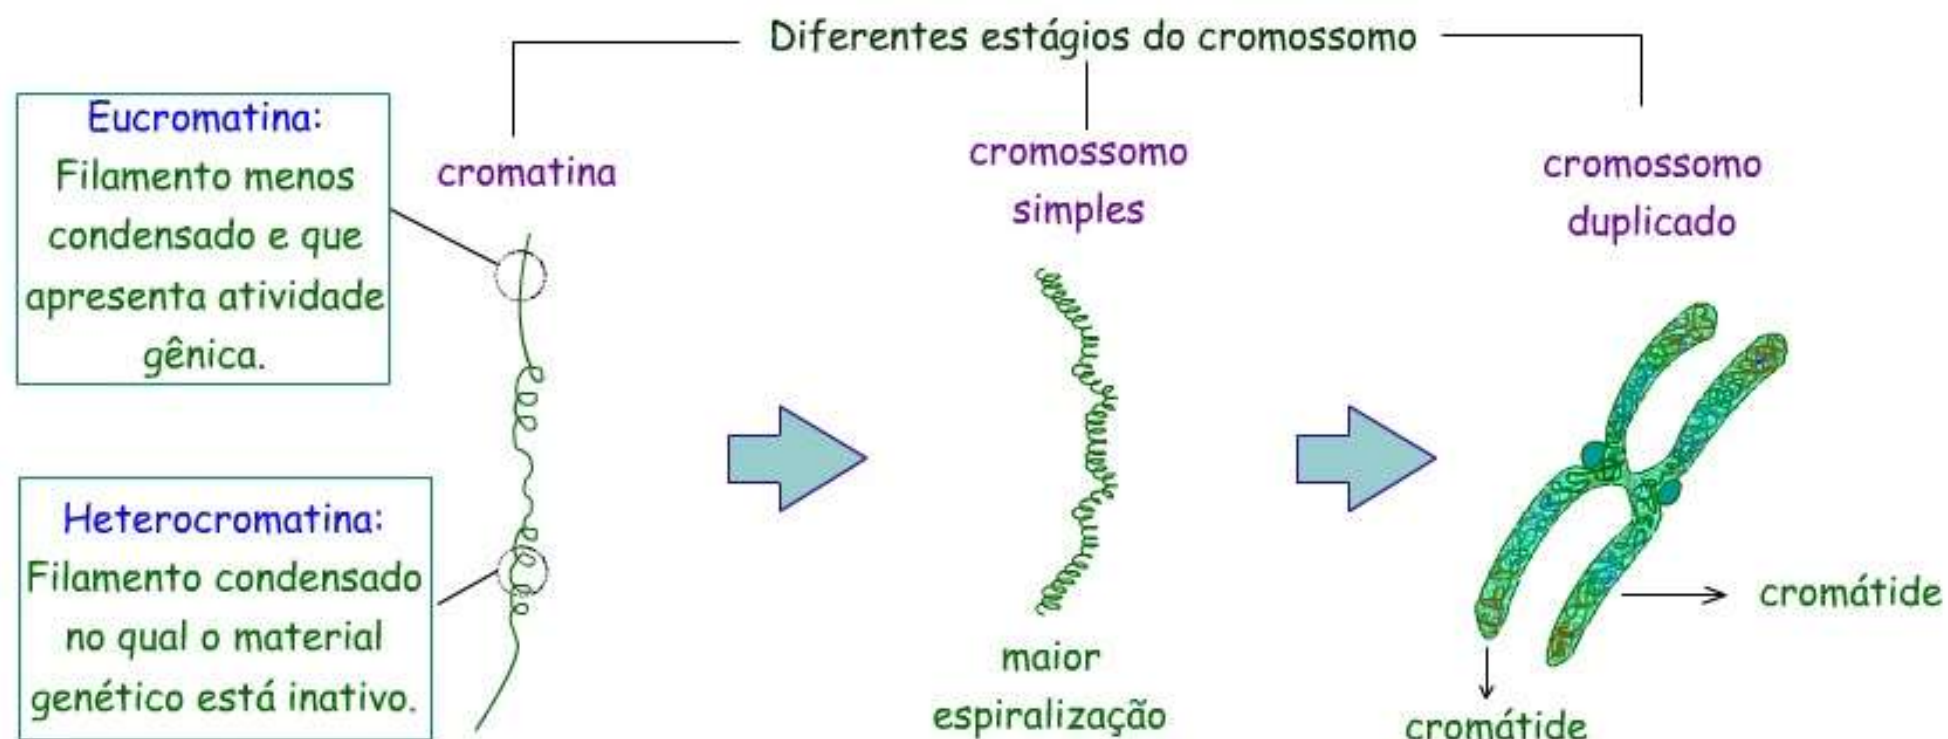 Diferentes estágios do cromossomo
Eucromatina:
Filamento menos
condensado e que
apresenta atividade
gênica.
Heterocromatina:
Filamento condensado
no qual o material
genético está inativo.
cromatina
cromossomo
simples
maior
espiralização
cromossomo
duplicado
cromátide
cromátide